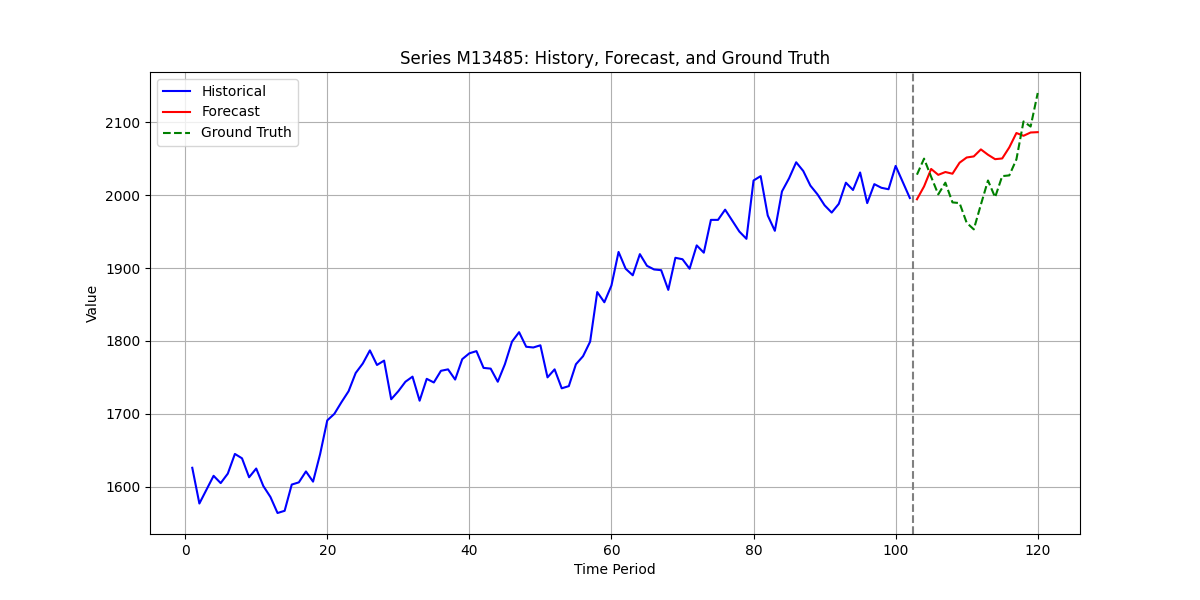 Series M13485: History, Forecast, and Ground Truth
Historical
Forecast
Ground Truth
2100
2000
1900
1800
1700
1600
Value
0 20 40 60 80 100 120
Time Period